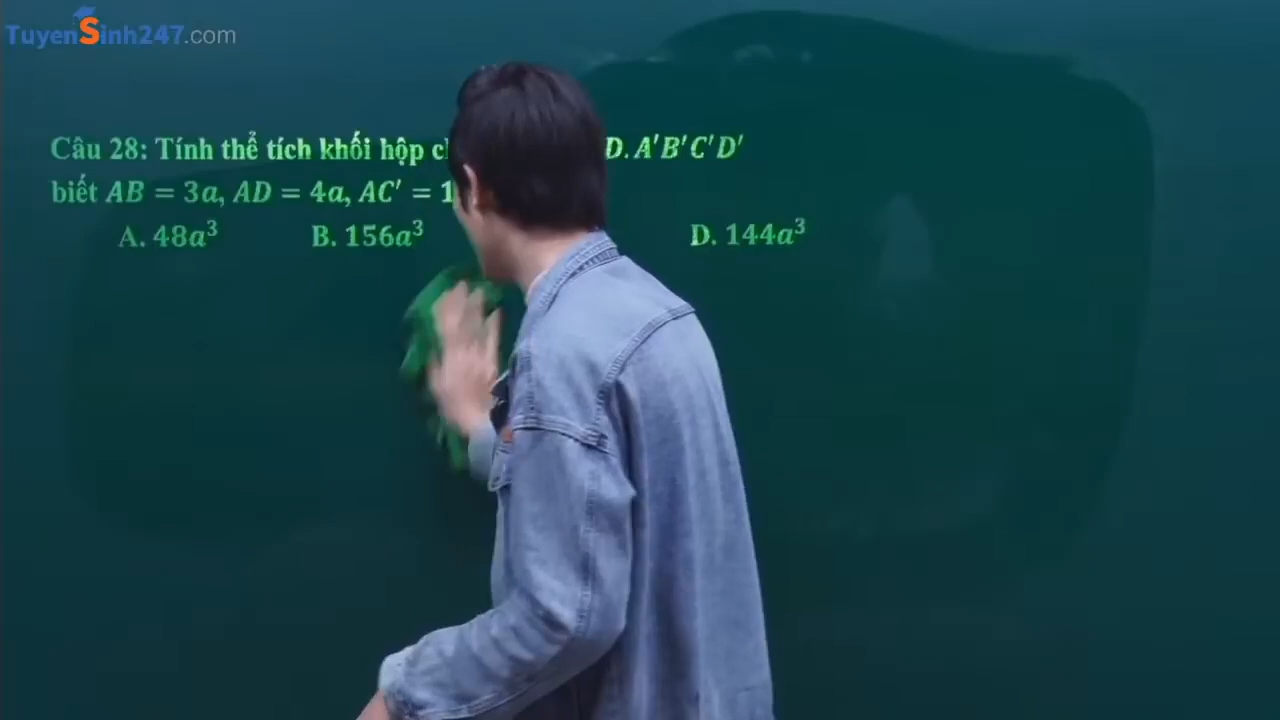 TuyenSinh247.com
Câu 28: Tính thể tích khối hộp D.A'B'C'D'
biết AB = 3a, AD = 4a, AC' = 1
A. 48a³ B. 156a³ D. 144a³